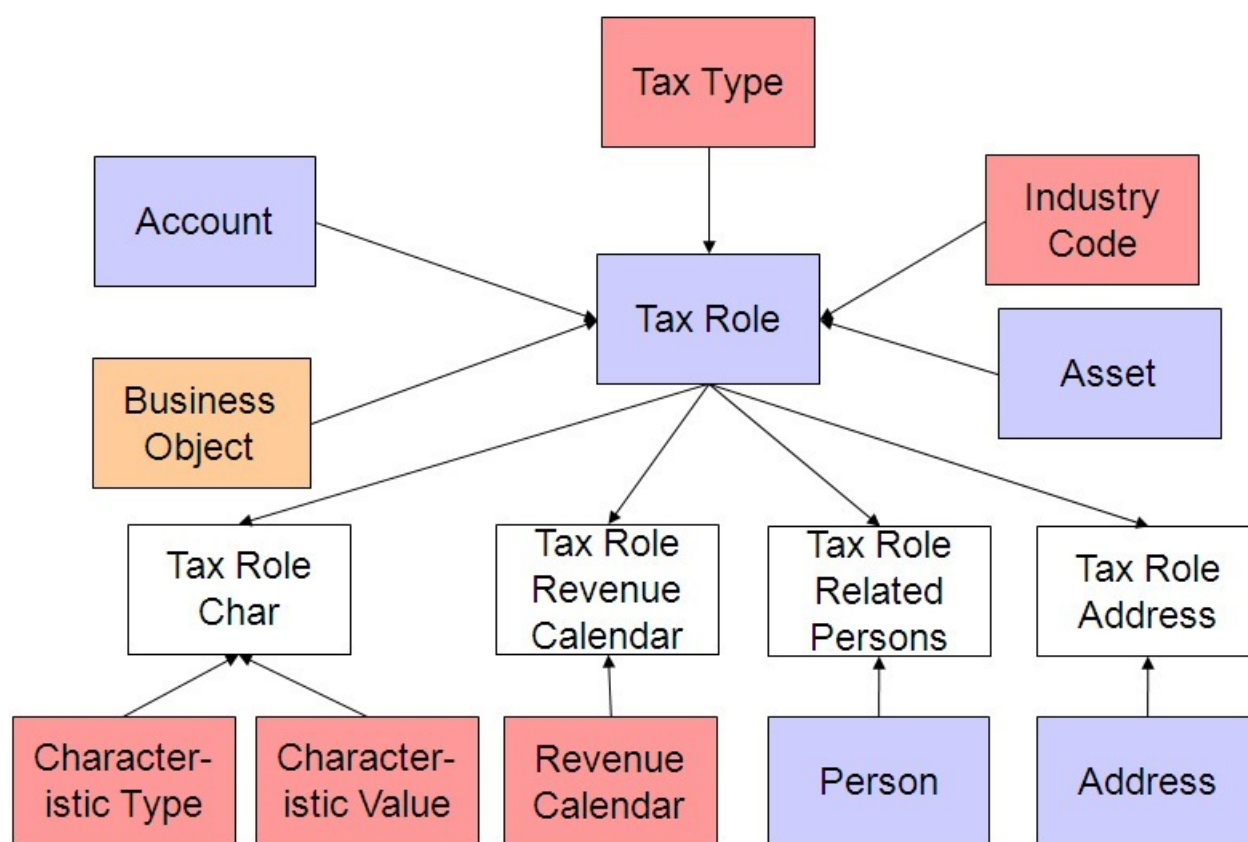 Tax Type
Account
Industry
Code
Tax Role
Asset
Business
Object
Tax Role
Char
Tax Role
Revenue
Calendar
Tax Role
Related
Persons
Tax Role
Address
Character-
istic Type
Character-
istic Value
Revenue
Calendar
Person
Address